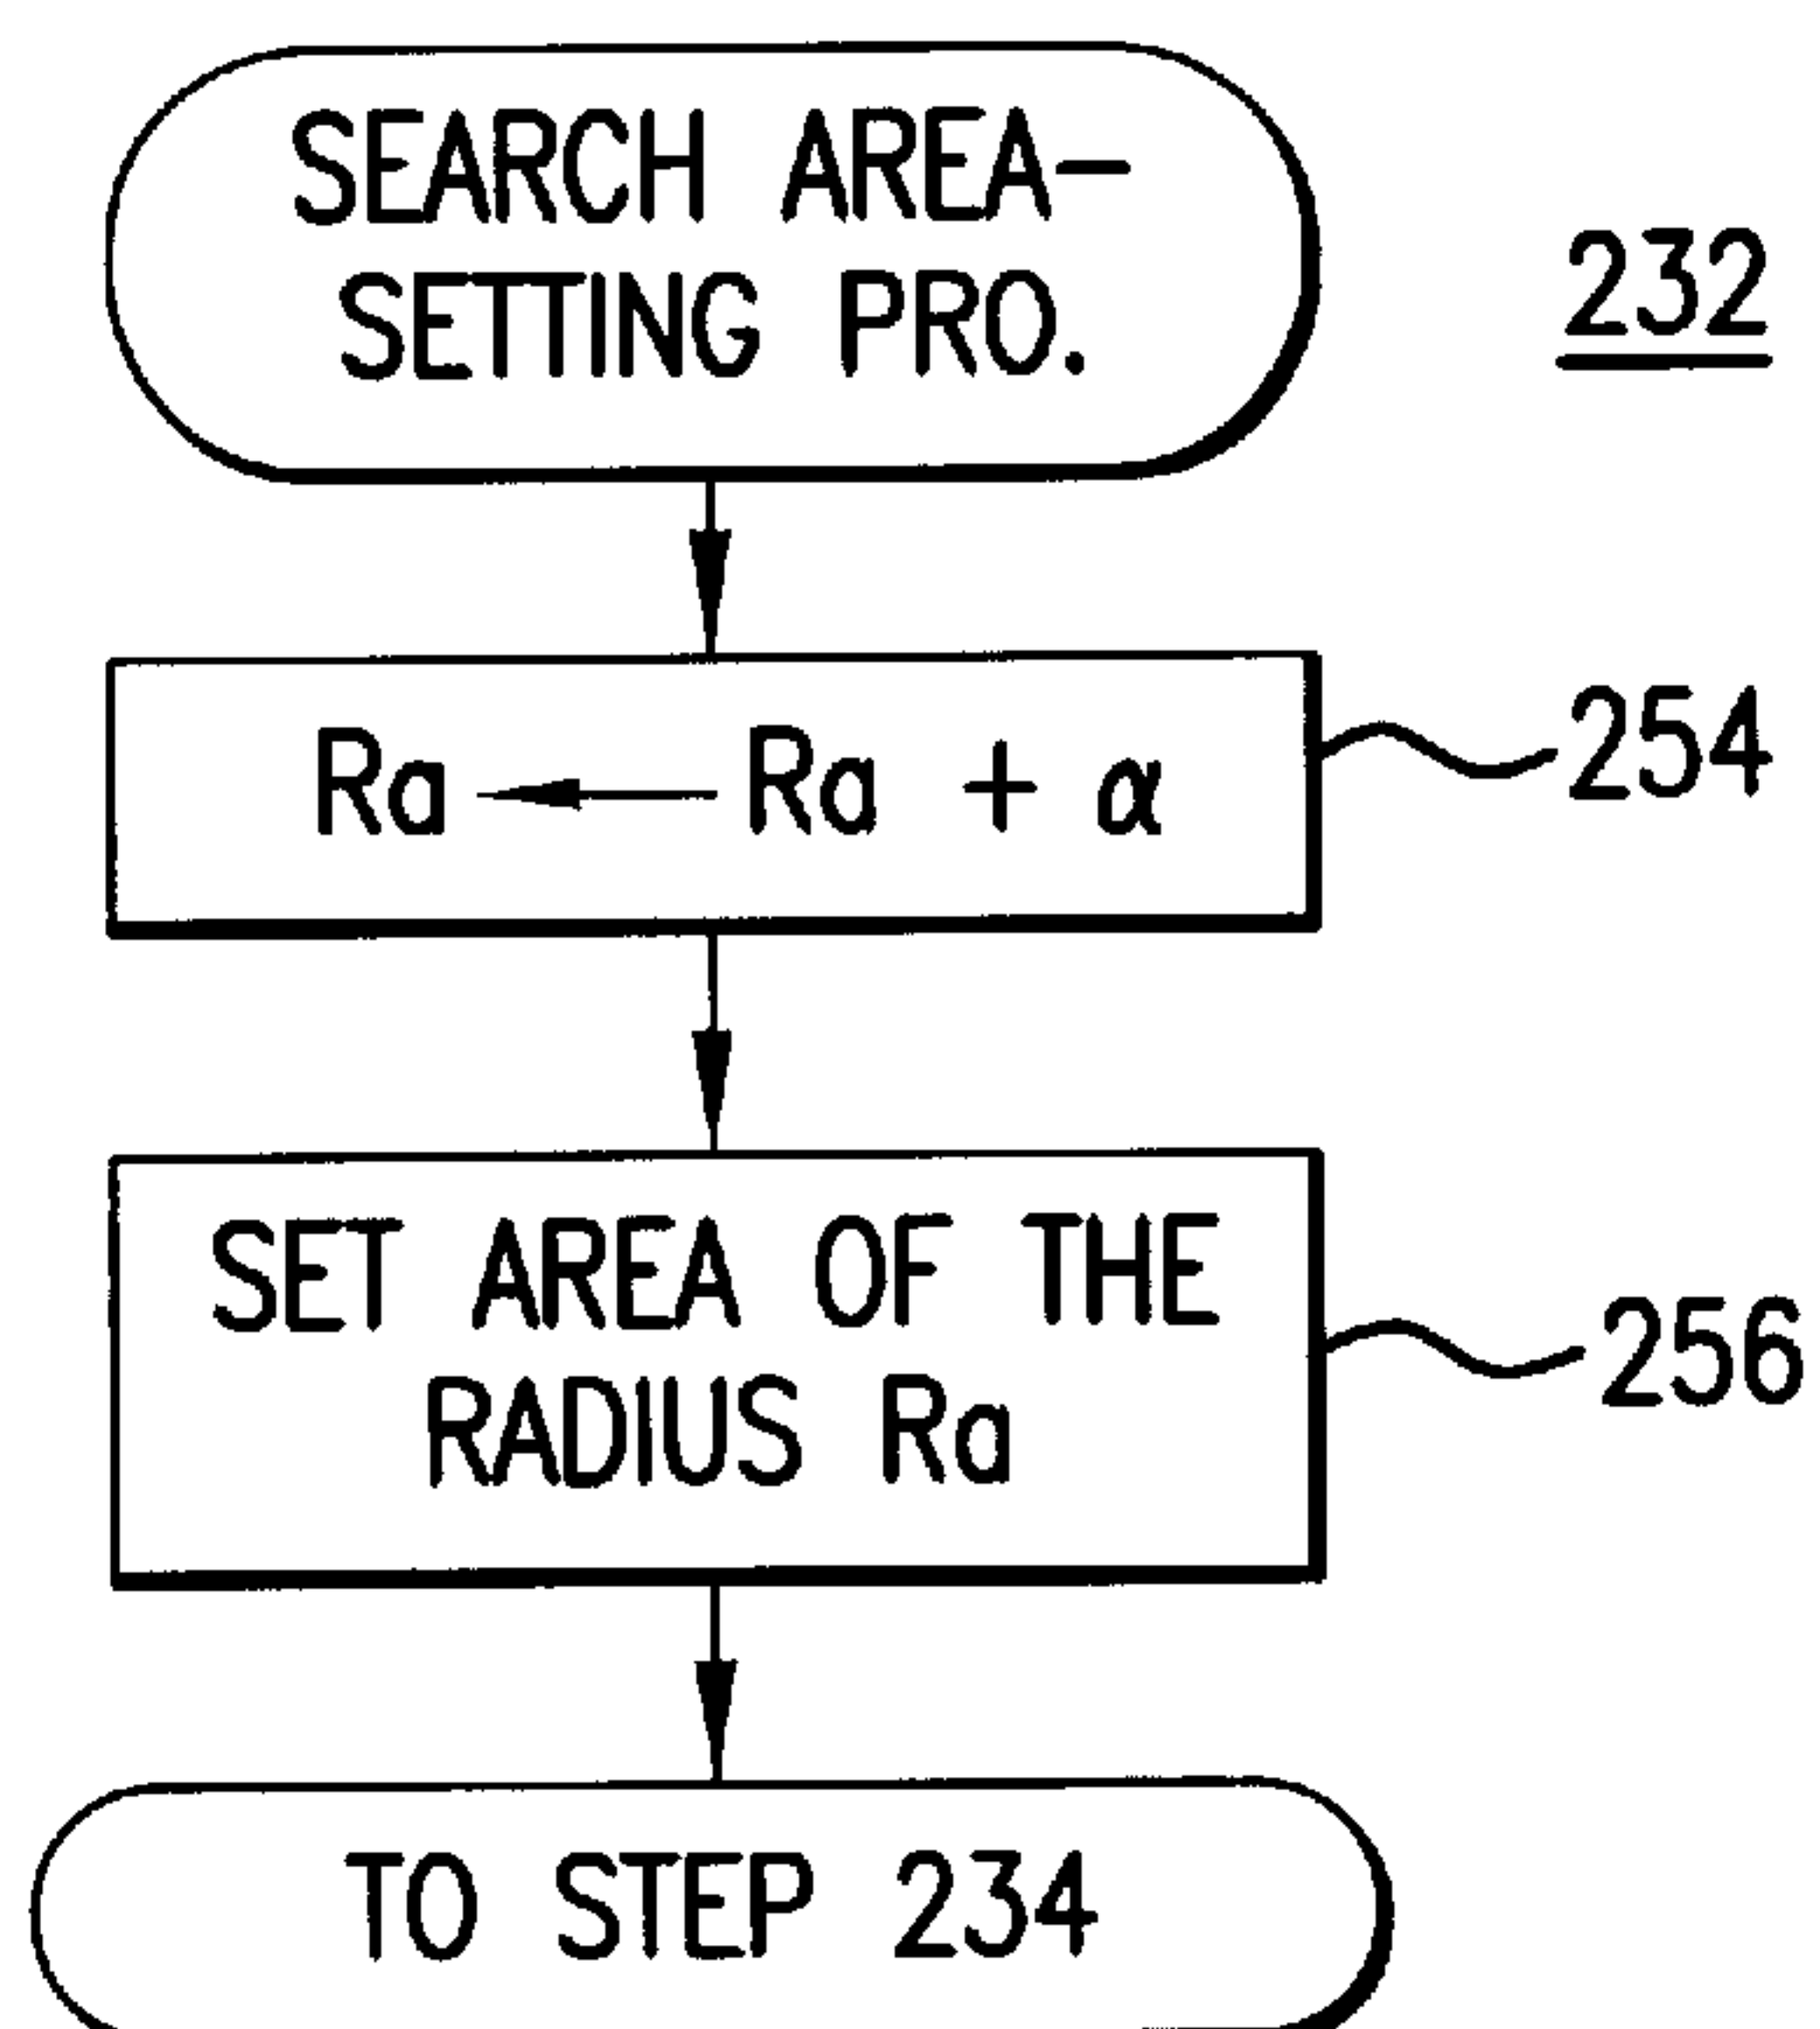 SEARCH AREA-
SETTING PRO.
232
Ra ← Ra + α
254
SET AREA OF THE
RADIUS Ra
256
TO STEP 234